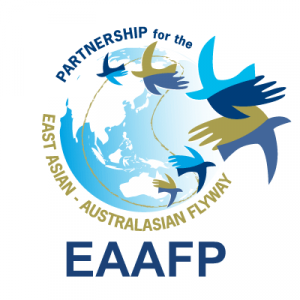 PARTNERSHIP for the
EAST ASIAN - AUSTRALASIAN FLYWAY
EAAFP